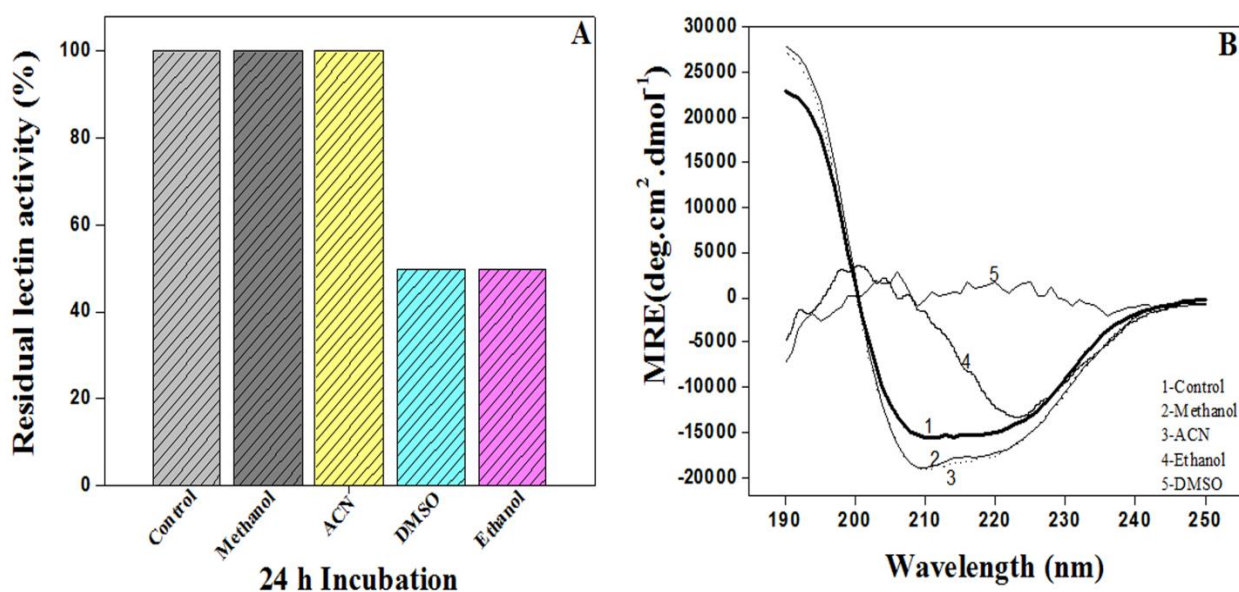 A
Residual lectin activity (%)
100
80
60
40
20
0
Control
Methanol
ACN
DMSO
Ethanol
24 h Incubation
B
MRE(deg.cm².dmol⁻¹)
30000
25000
20000
15000
10000
5000
0
-5000
-10000
-15000
-20000
5
4
1
2
3
1-Control
2-Methanol
3-ACN
4-Ethanol
5-DMSO
190 200 210 220 230 240 250
Wavelength (nm)